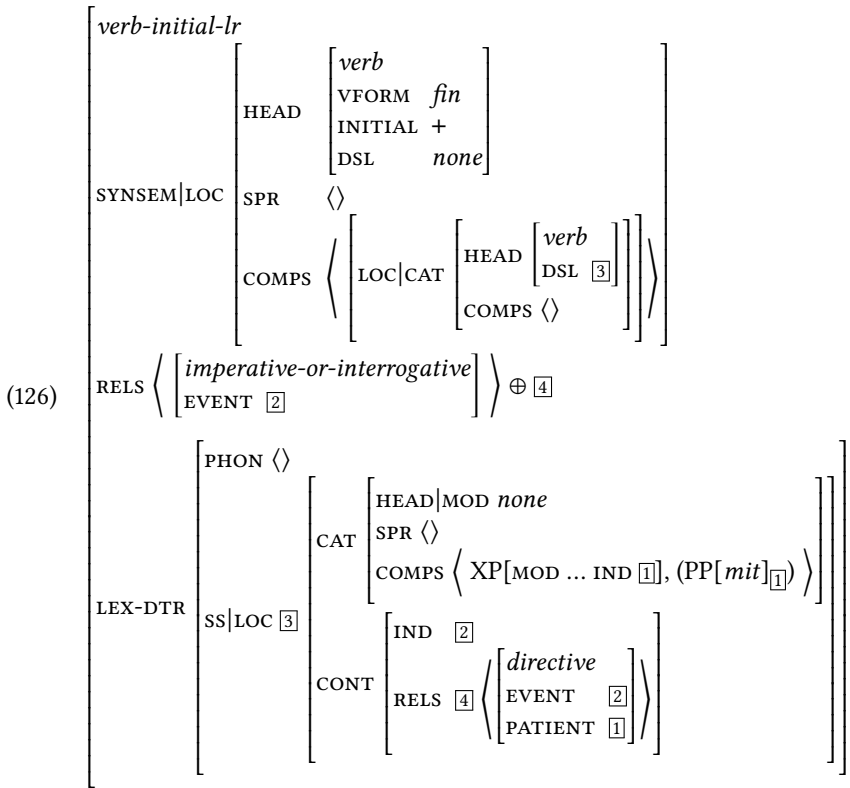 verb-initial-lr
SYNSEM|LOC
HEAD
verb
VFORM fin
INITIAL +
DSL none
SPR ⟨⟩
COMPS ⟨ [LOC|CAT [HEAD [verb
DSL 3]
COMPS ⟨⟩]] ⟩
(126)
RELS ⟨ [imperative-or-interrogative
EVENT 2] ⟩ ⊕ 4
LEX-DTR
PHON ⟨⟩
SS|LOC 3
CAT
HEAD|MOD none
SPR ⟨⟩
COMPS ⟨ XP[MOD … IND 1], (PP[mit]1) ⟩
CONT
IND 2
RELS 4 ⟨ [directive
EVENT 2
PATIENT 1] ⟩